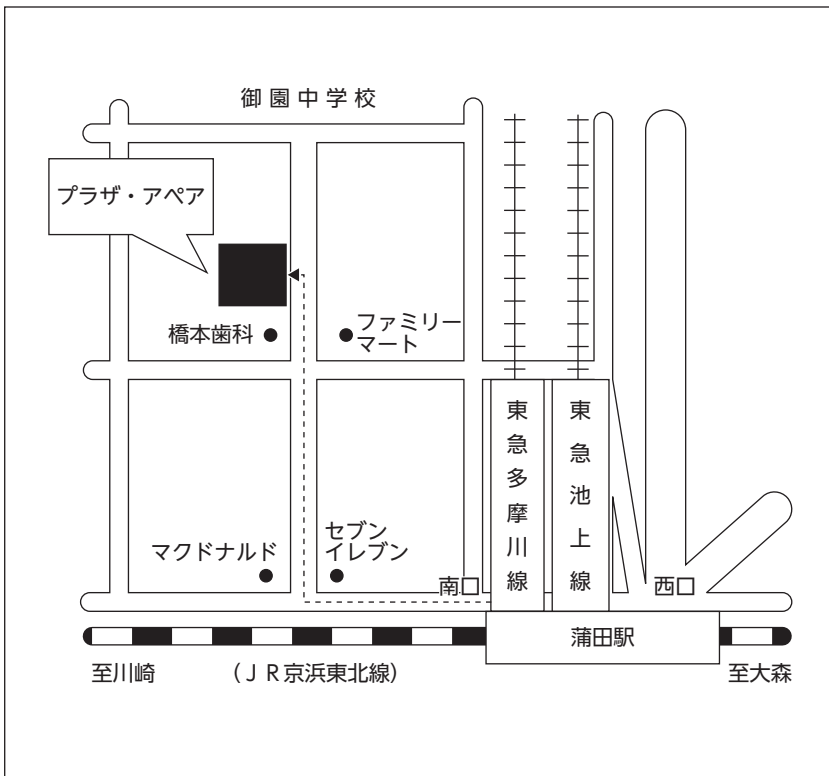 御園中学校
プラザ・アペア
橋本歯科
ファミリー
マート
東急多摩川線
東急池上線
マクドナルド
セブン
イレブン
南口
西口
蒲田駅
至川崎
（ＪＲ京浜東北線）
至大森